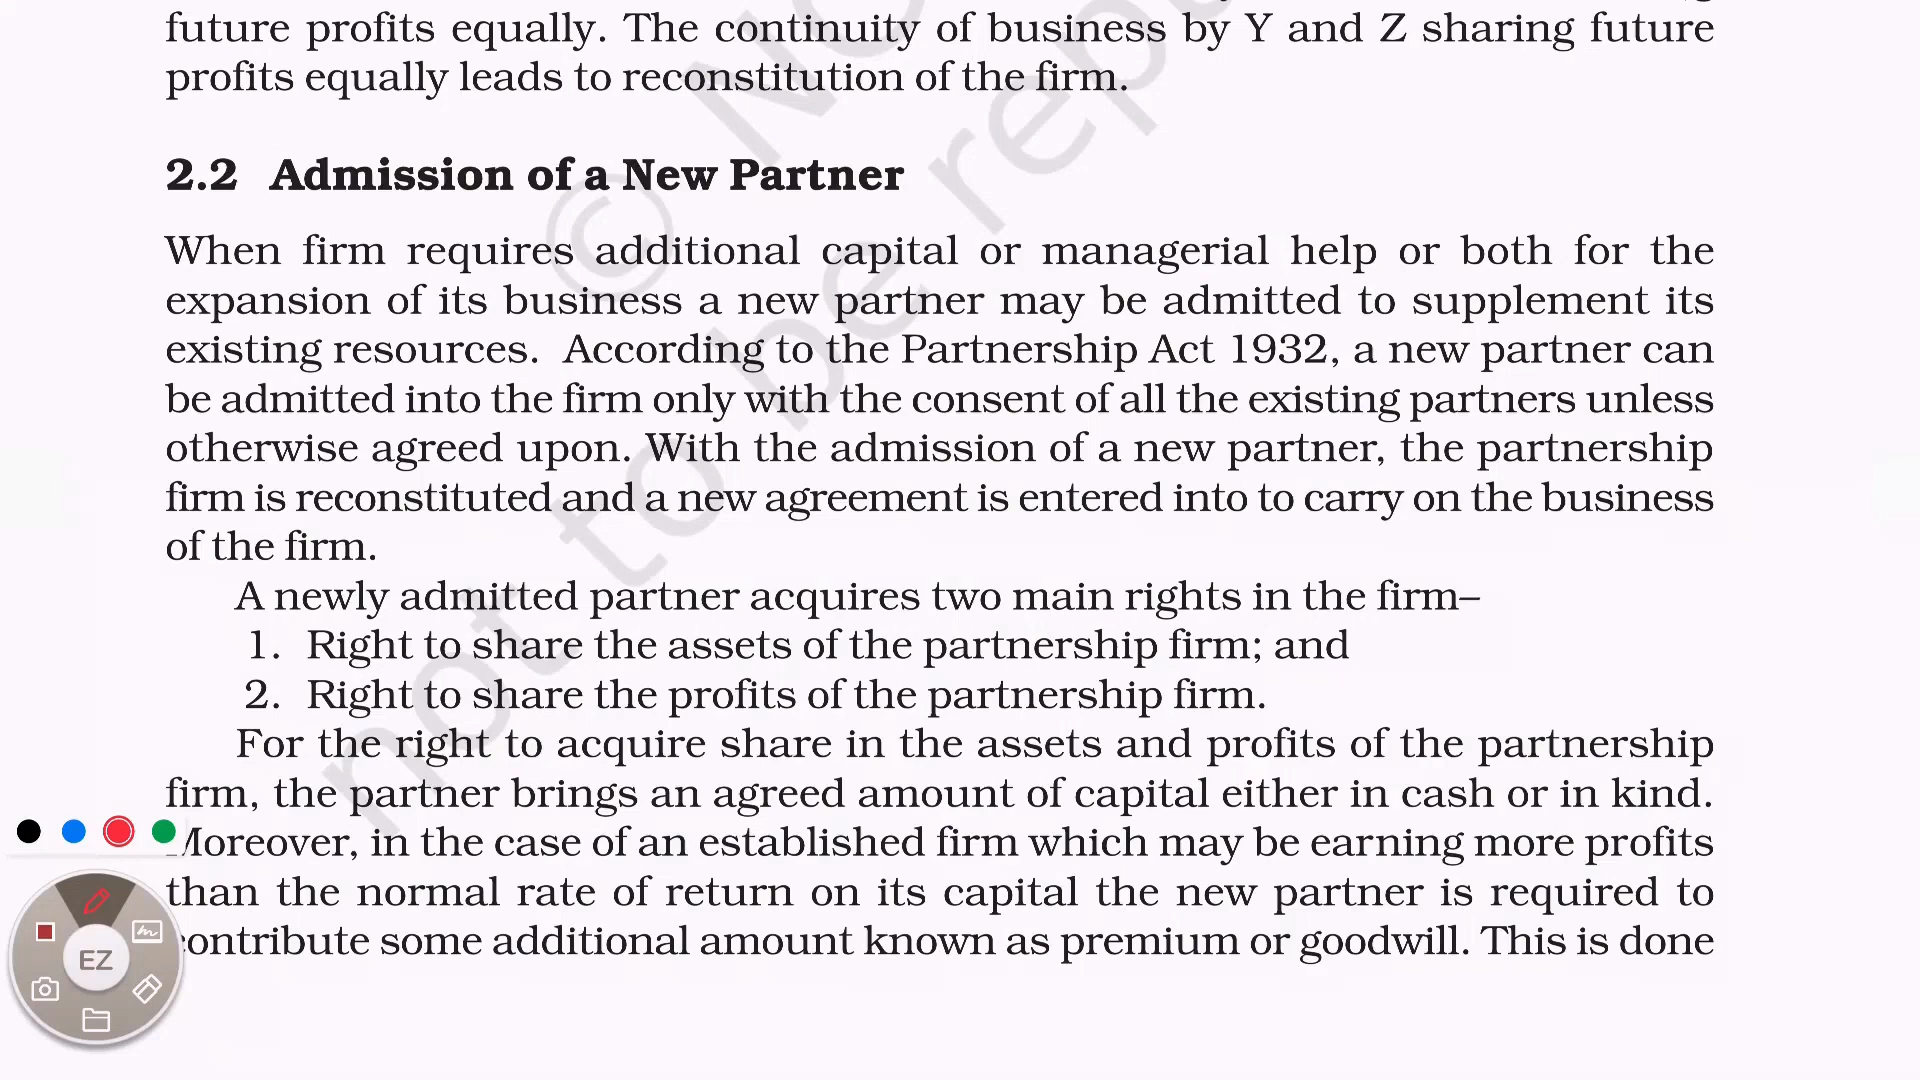 future profits equally. The continuity of business by Y and Z sharing future
profits equally leads to reconstitution of the firm.
2.2 Admission of a New Partner
When firm requires additional capital or managerial help or both for the
expansion of its business a new partner may be admitted to supplement its
existing resources. According to the Partnership Act 1932, a new partner can
be admitted into the firm only with the consent of all the existing partners unless
otherwise agreed upon. With the admission of a new partner, the partnership
firm is reconstituted and a new agreement is entered into to carry on the business
of the firm.
A newly admitted partner acquires two main rights in the firm–
1. Right to share the assets of the partnership firm; and
2. Right to share the profits of the partnership firm.
For the right to acquire share in the assets and profits of the partnership
firm, the partner brings an agreed amount of capital either in cash or in kind.
Moreover, in the case of an established firm which may be earning more profits
than the normal rate of return on its capital the new partner is required to
contribute some additional amount known as premium or goodwill. This is done
© NC
not to be repu
EZ